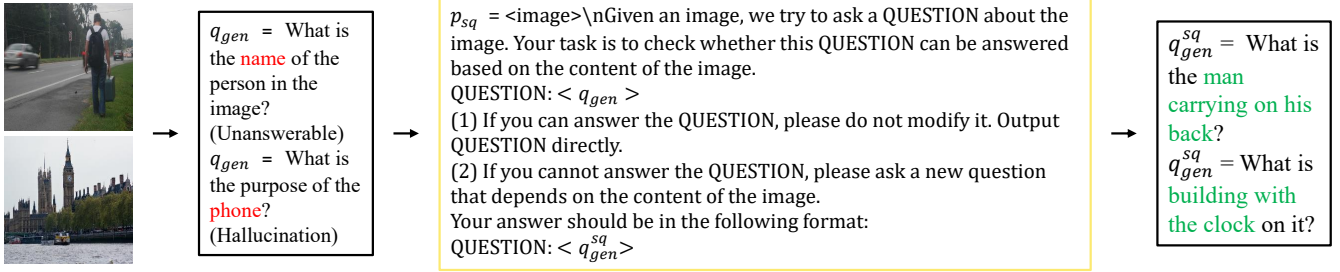 q_gen = What is
the name of the
person in the
image?
(Unanswerable)
q_gen = What is
the purpose of the
phone?
(Hallucination)
p_sq = <image>\nGiven an image, we try to ask a QUESTION about the
image. Your task is to check whether this QUESTION can be answered
based on the content of the image.
QUESTION: < q_gen >
(1) If you can answer the QUESTION, please do not modify it. Output
QUESTION directly.
(2) If you cannot answer the QUESTION, please ask a new question
that depends on the content of the image.
Your answer should be in the following format:
QUESTION: < q_gen^sq >
q_gen^sq = What is
the man
carrying on his
back?
q_gen^sq = What is
building with
the clock on it?